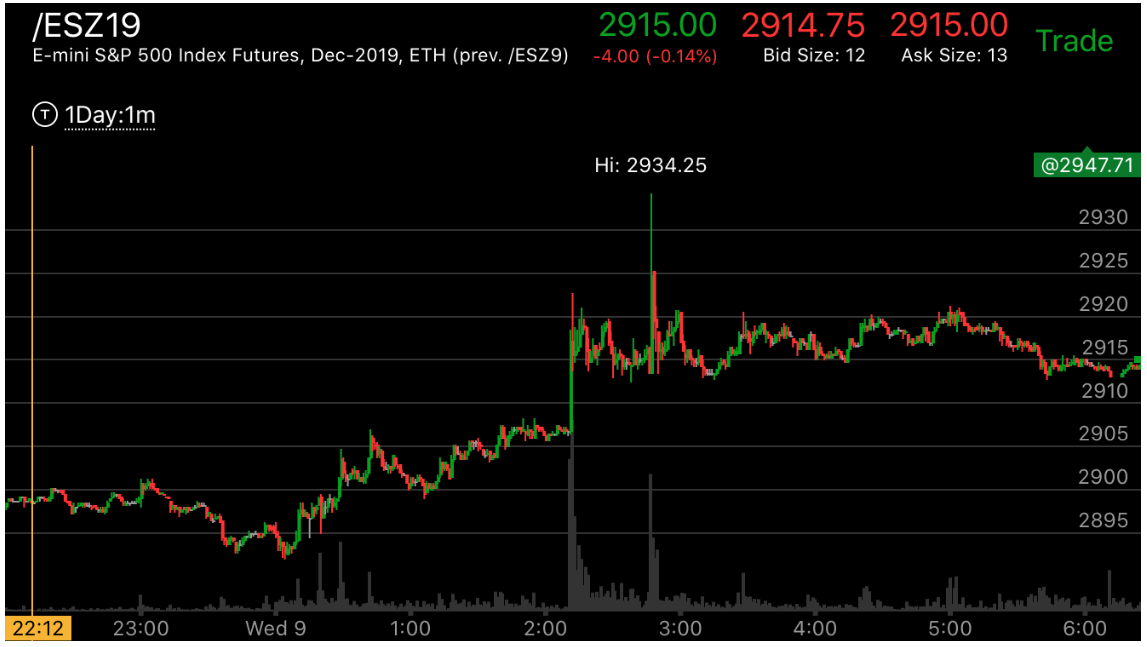 /ESZ19
2915.00 2914.75 2915.00 Trade
E-mini S&P 500 Index Futures, Dec-2019, ETH (prev. /ESZ9) -4.00 (-0.14%) Bid Size: 12 Ask Size: 13
T 1Day:1m
Hi: 2934.25
@2947.71
2930
2925
2920
2915
2910
2905
2900
2895
22:12 23:00 Wed 9 1:00 2:00 3:00 4:00 5:00 6:00